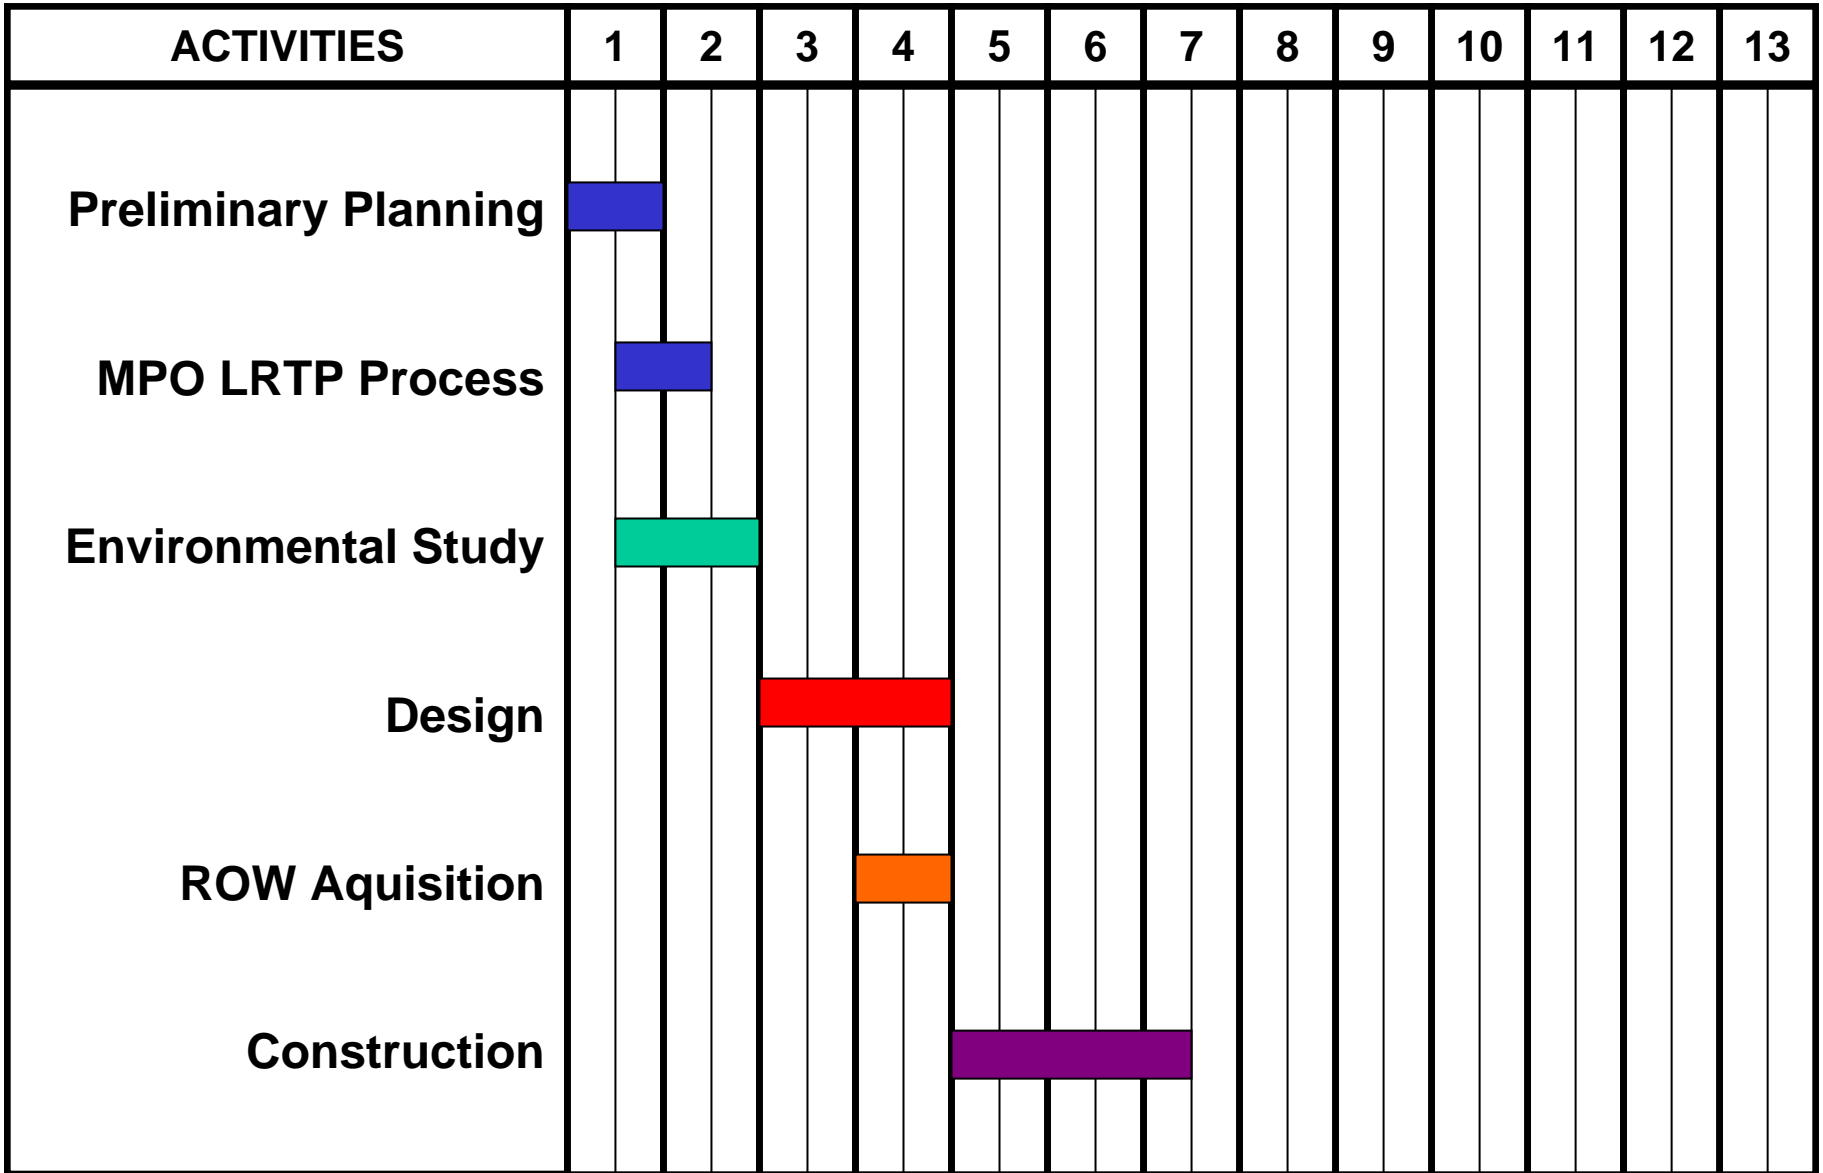 ACTIVITIES 1 2 3 4 5 6 7 8 9 10 11 12 13
Preliminary Planning
MPO LRTP Process
Environmental Study
Design
ROW Aquisition
Construction